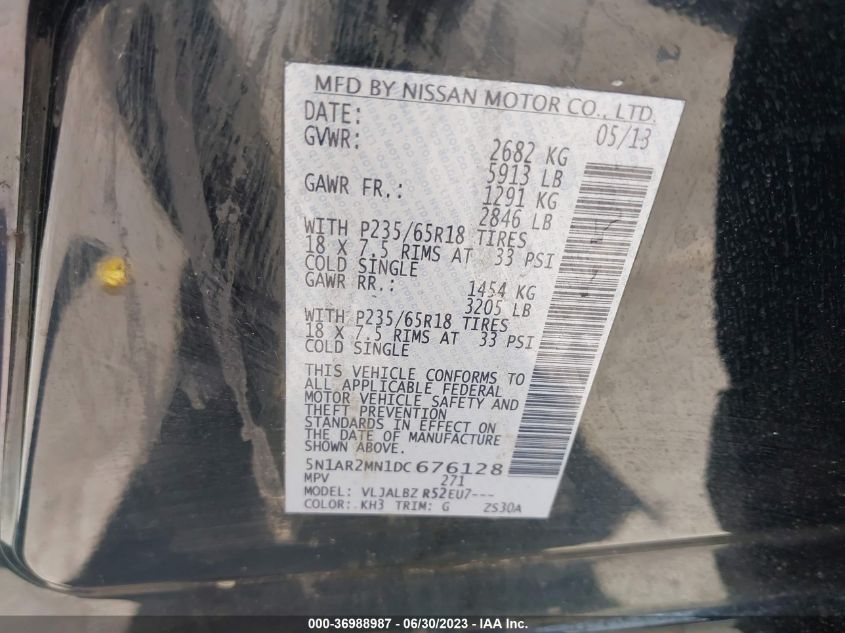 MFD BY NISSAN MOTOR CO., LTD.
DATE: 05/13
GVWR: 2682 KG
5913 LB
GAWR FR.: 1291 KG
2846 LB
WITH P235/65R18 TIRES
18 X 7.5 RIMS AT 33 PSI
COLD SINGLE
GAWR RR.: 1454 KG
3205 LB
WITH P235/65R18 TIRES
18 X 7.5 RIMS AT 33 PSI
COLD SINGLE
THIS VEHICLE CONFORMS TO
ALL APPLICABLE FEDERAL
MOTOR VEHICLE SAFETY AND
THEFT PREVENTION
STANDARDS IN EFFECT ON
THE DATE OF MANUFACTURE
SHOWN ABOVE.
5N1AR2MN1DC676128
MPV 271
MODEL: VLJALBZ R52EU7---
COLOR: KH3 TRIM: G ZS30A
000-36988987 - 06/30/2023 - IAA Inc.